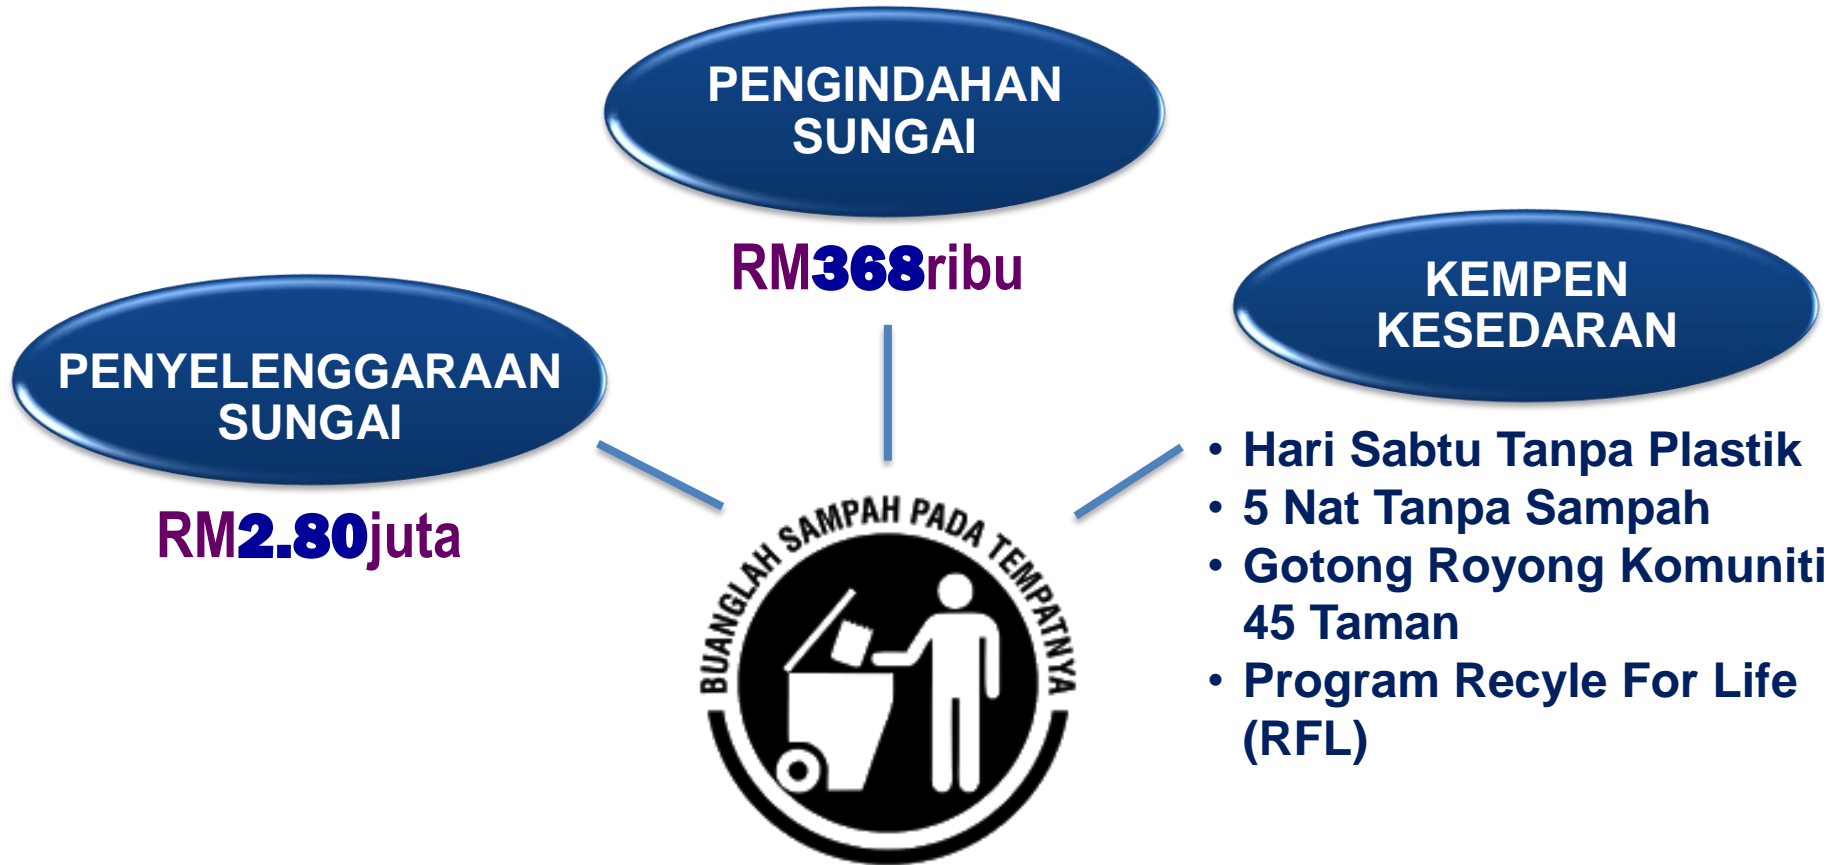 PENGINDAHAN
SUNGAI
RM368ribu
PENYELENGGARAAN
SUNGAI
RM2.80juta
KEMPEN
KESEDARAN
• Hari Sabtu Tanpa Plastik
• 5 Nat Tanpa Sampah
• Gotong Royong Komuniti
45 Taman
• Program Recyle For Life
(RFL)
BUANGLAH SAMPAH PADA TEMPATNYA